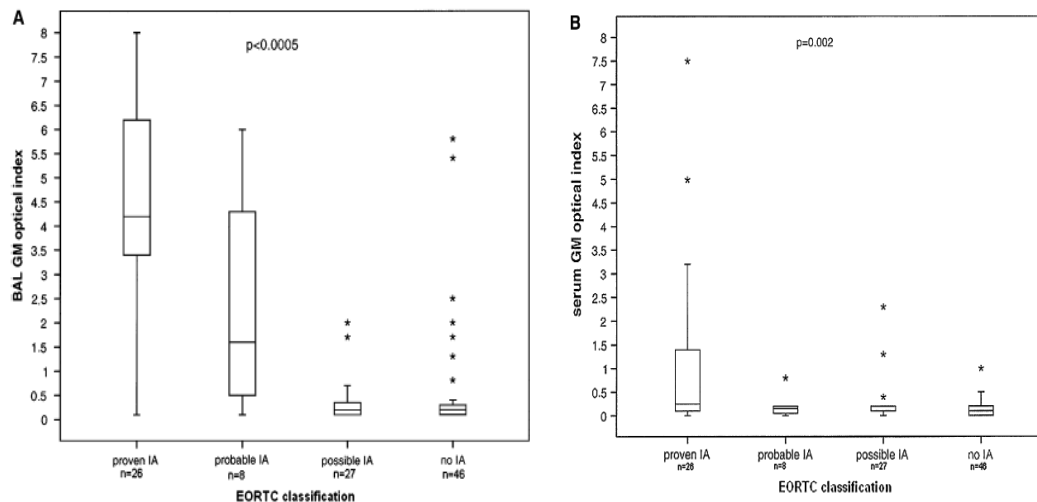 A
p<0.0005
BAL GM optical index
8
7.5
7
6.5
6
5.5
5
4.5
4
3.5
3
2.5
2
1.5
1
0.5
0
proven IA
n=26
probable IA
n=8
possible IA
n=27
no IA
n=46
EORTC classification
B
p=0.002
serum GM optical index
8
7.5
7
6.5
6
5.5
5
4.5
4
3.5
3
2.5
2
1.5
1
0.5
0
proven IA
n=26
probable IA
n=8
possible IA
n=27
no IA
n=46
EORTC classification